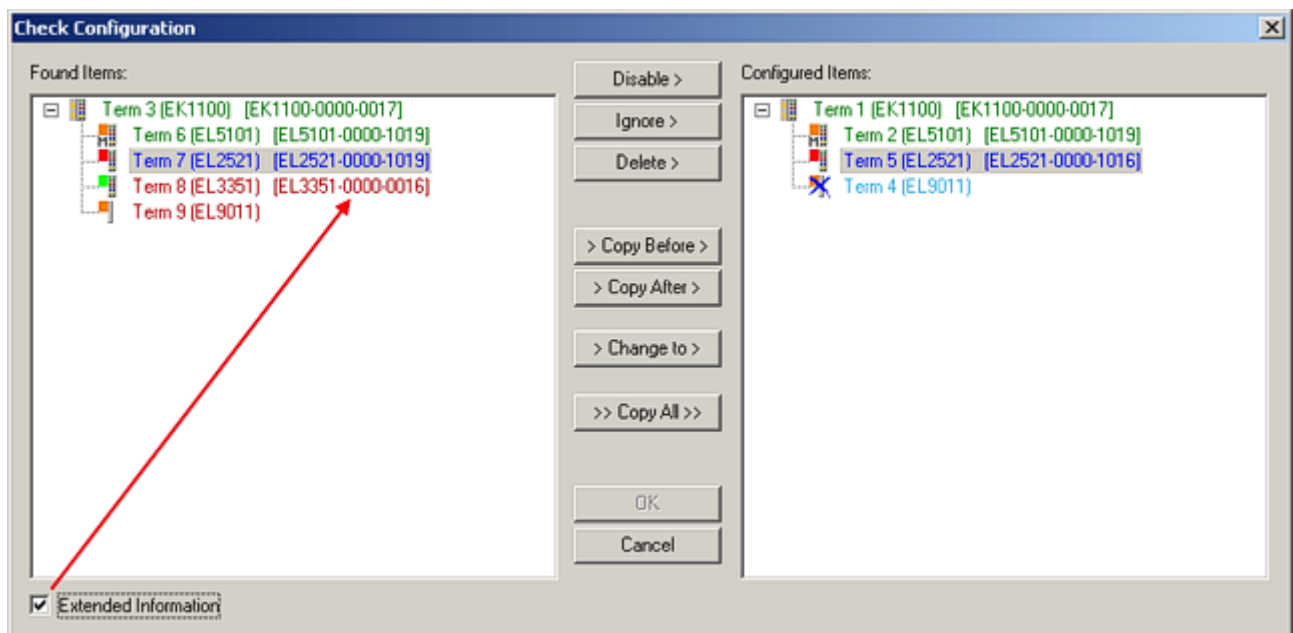 Check Configuration
Found Items:
Term 3 (EK1100) [EK1100-0000-0017]
Term 6 (EL5101) [EL5101-0000-1019]
Term 7 (EL2521) [EL2521-0000-1019]
Term 8 (EL3351) [EL3351-0000-0016]
Term 9 (EL9011)
Disable >
Ignore >
Delete >
> Copy Before >
> Copy After >
> Change to >
>> Copy All >>
OK
Cancel
Configured Items:
Term 1 (EK1100) [EK1100-0000-0017]
Term 2 (EL5101) [EL5101-0000-1019]
Term 5 (EL2521) [EL2521-0000-1016]
Term 4 (EL9011)
Extended Information